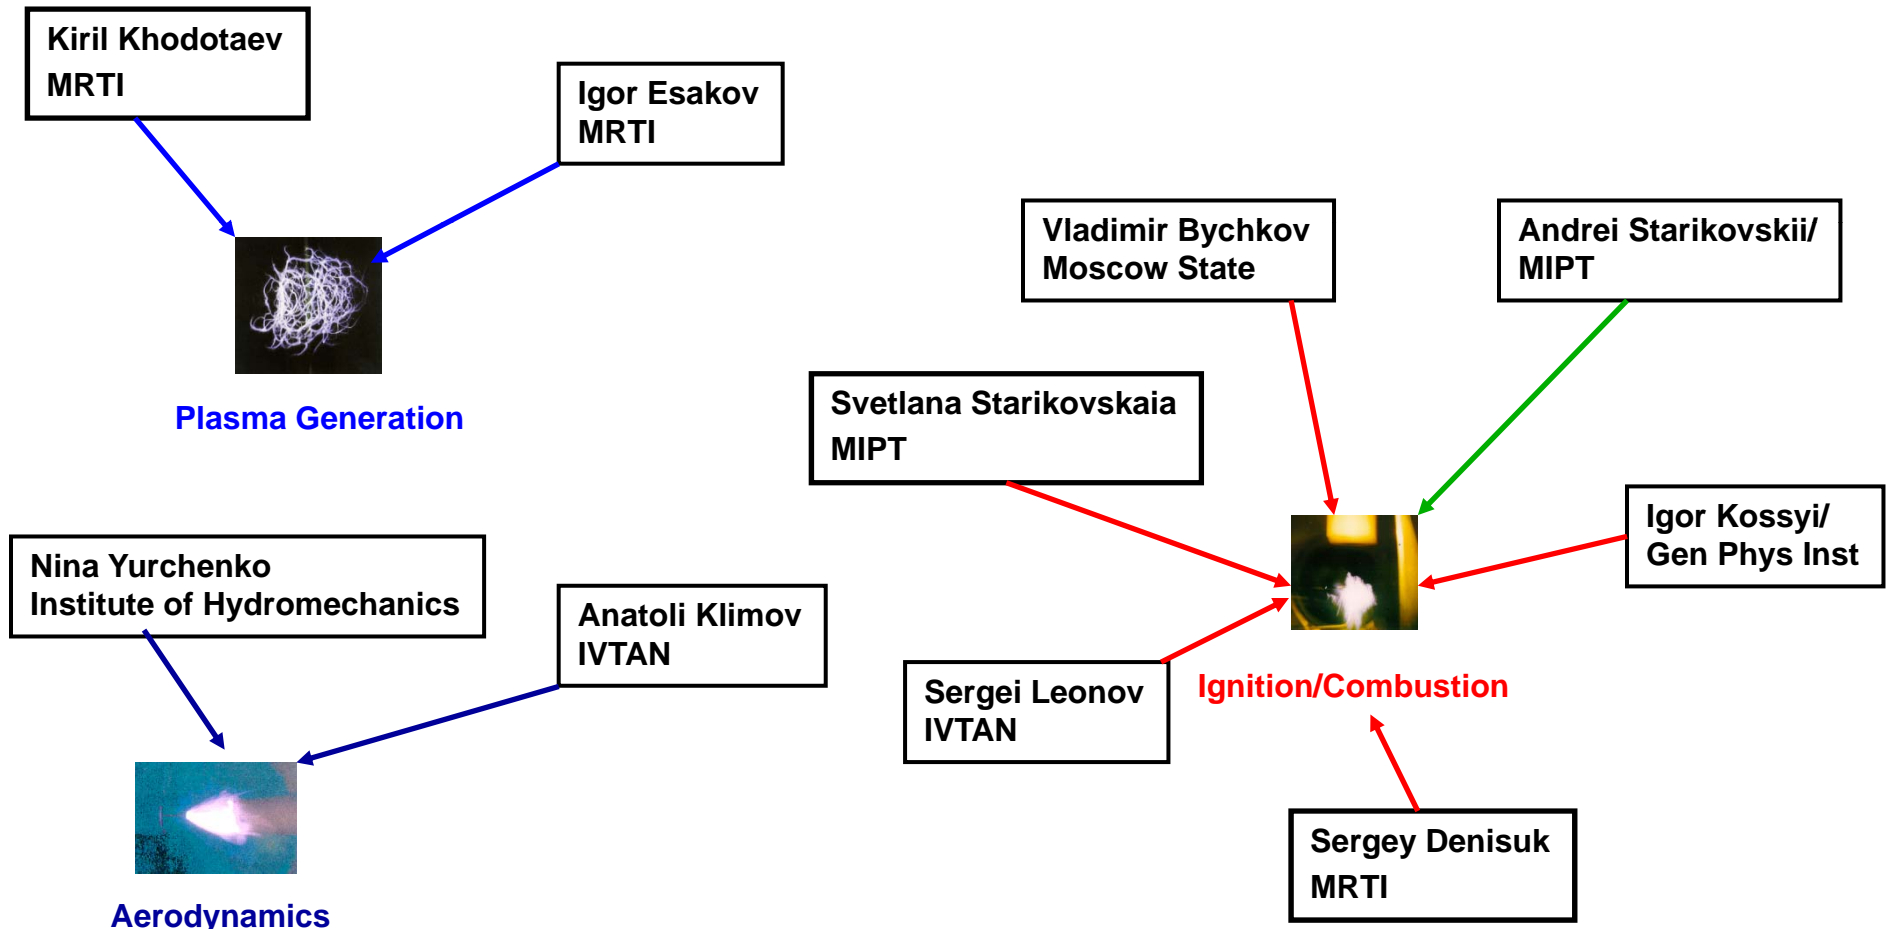 Kiril Khodotaev
MRTI
Igor Esakov
MRTI
Plasma Generation
Vladimir Bychkov
Moscow State
Andrei Starikovskii/
MIPT
Svetlana Starikovskaia
MIPT
Igor Kossyi/
Gen Phys Inst
Nina Yurchenko
Institute of Hydromechanics
Anatoli Klimov
IVTAN
Sergei Leonov
IVTAN
Ignition/Combustion
Sergey Denisuk
MRTI
Aerodynamics